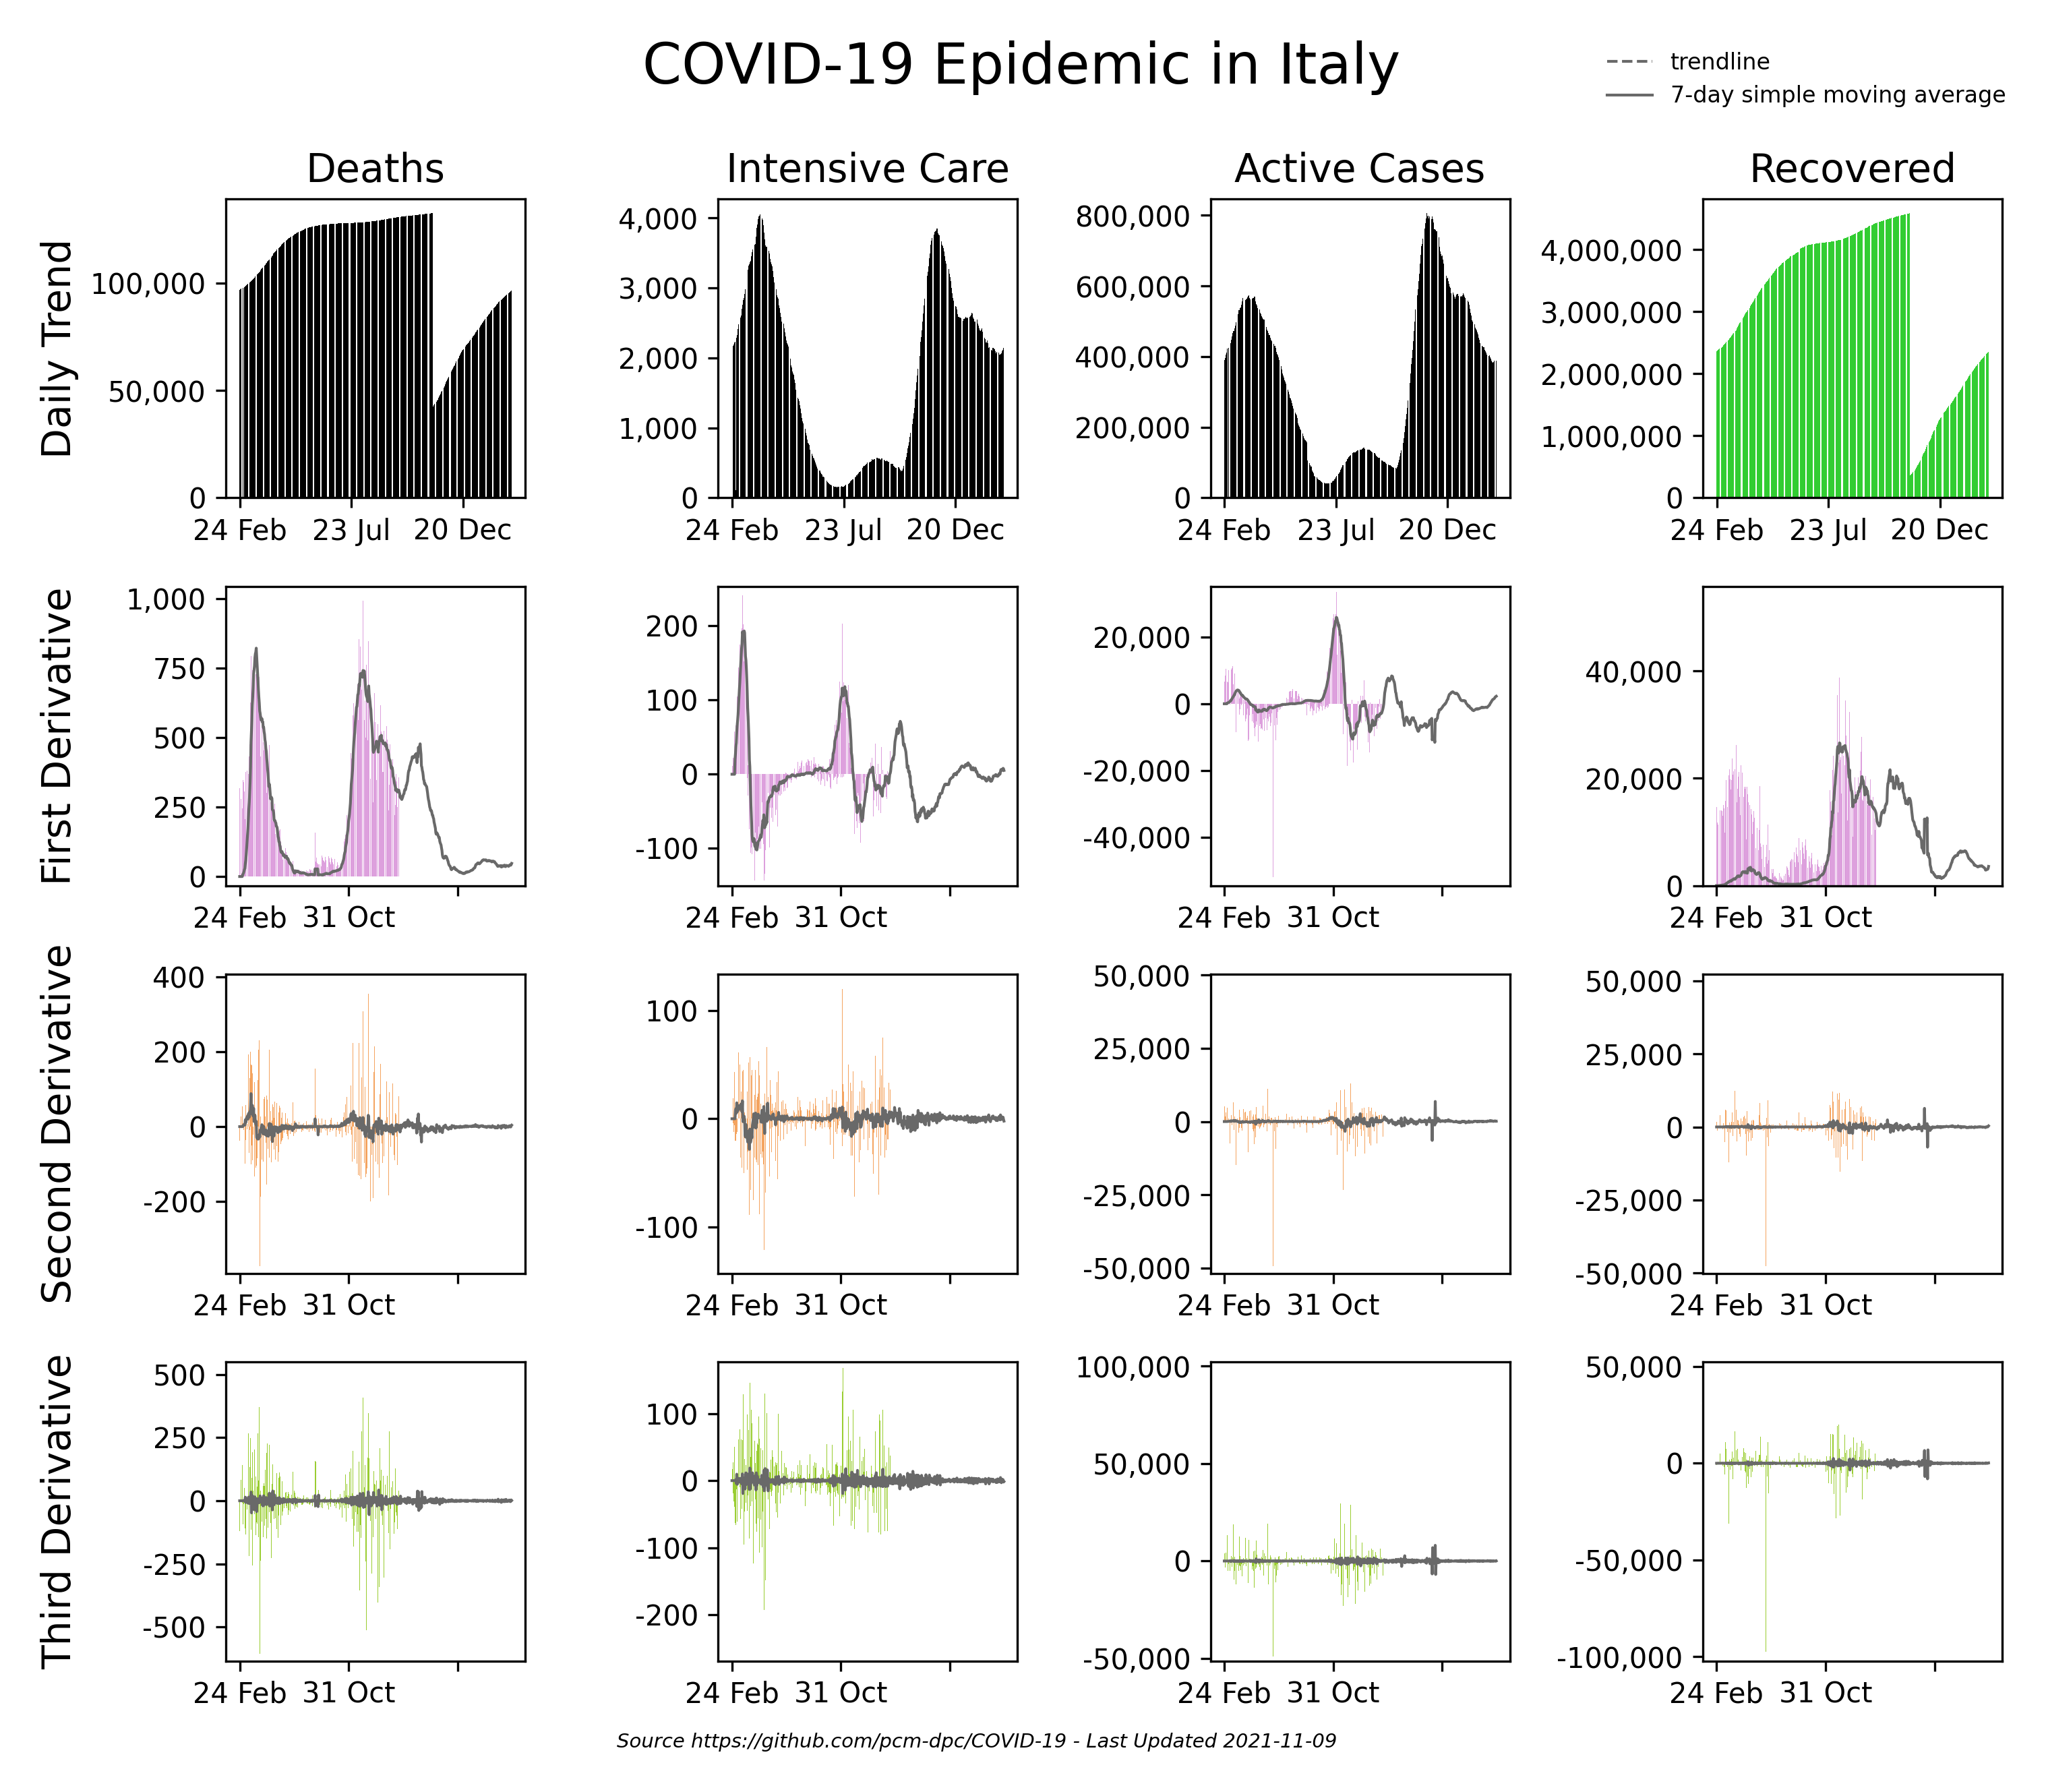 COVID-19 Epidemic in Italy
trendline
7-day simple moving average
Deaths
Intensive Care
Active Cases
Recovered
Daily Trend
100,000
50,000
0
24 Feb
23 Jul
20 Dec
4,000
3,000
2,000
1,000
0
24 Feb
23 Jul
20 Dec
800,000
600,000
400,000
200,000
0
24 Feb
23 Jul
20 Dec
4,000,000
3,000,000
2,000,000
1,000,000
0
24 Feb
23 Jul
20 Dec
First Derivative
1,000
750
500
250
0
24 Feb
31 Oct
200
100
0
-100
24 Feb
31 Oct
20,000
0
-20,000
-40,000
24 Feb
31 Oct
40,000
20,000
0
24 Feb
31 Oct
Second Derivative
400
200
0
-200
24 Feb
31 Oct
100
0
-100
24 Feb
31 Oct
50,000
25,000
0
-25,000
-50,000
24 Feb
31 Oct
50,000
25,000
0
-25,000
-50,000
24 Feb
31 Oct
Third Derivative
500
250
0
-250
-500
24 Feb
31 Oct
100
0
-100
-200
24 Feb
31 Oct
100,000
50,000
0
-50,000
24 Feb
31 Oct
50,000
0
-50,000
-100,000
24 Feb
31 Oct
Source https://github.com/pcm-dpc/COVID-19 - Last Updated 2021-11-09